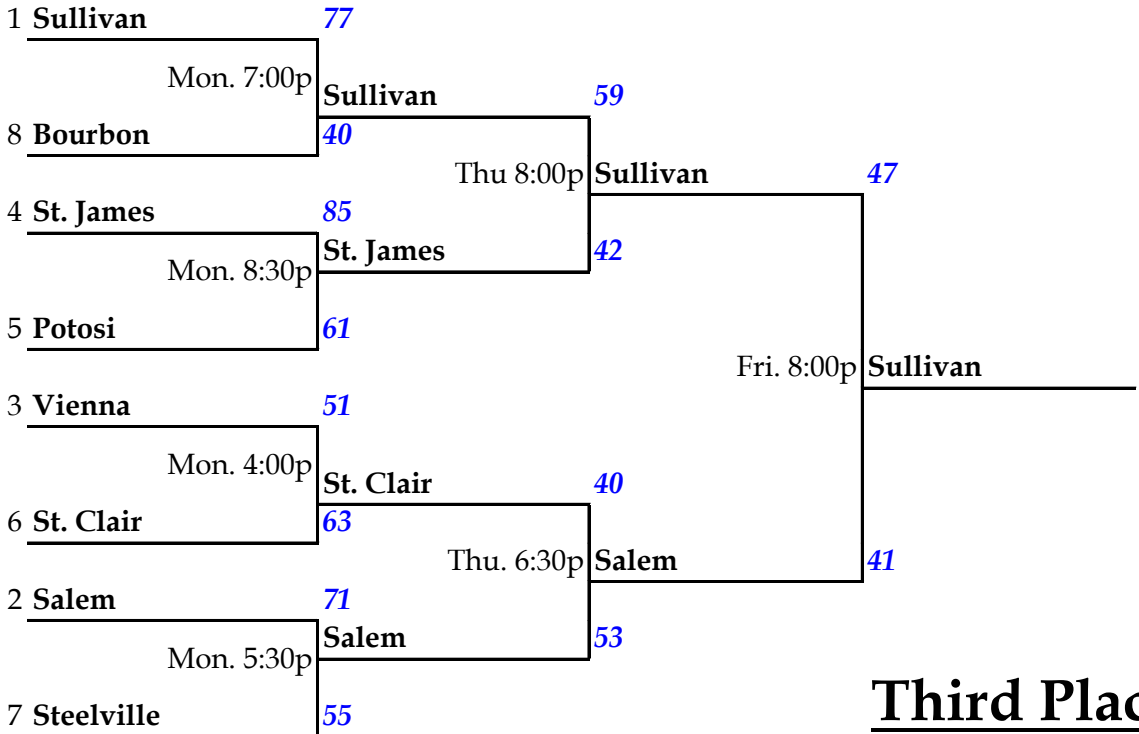 1 Sullivan 77
Mon. 7:00p
Sullivan 59
8 Bourbon 40
Thu 8:00p Sullivan 47
4 St. James 85
St. James 42
Mon. 8:30p
5 Potosi 61
Fri. 8:00p Sullivan
3 Vienna 51
Mon. 4:00p
St. Clair 40
6 St. Clair 63
Thu. 6:30p Salem 41
2 Salem 71
Salem 53
Mon. 5:30p
7 Steelville 55
Third Plac